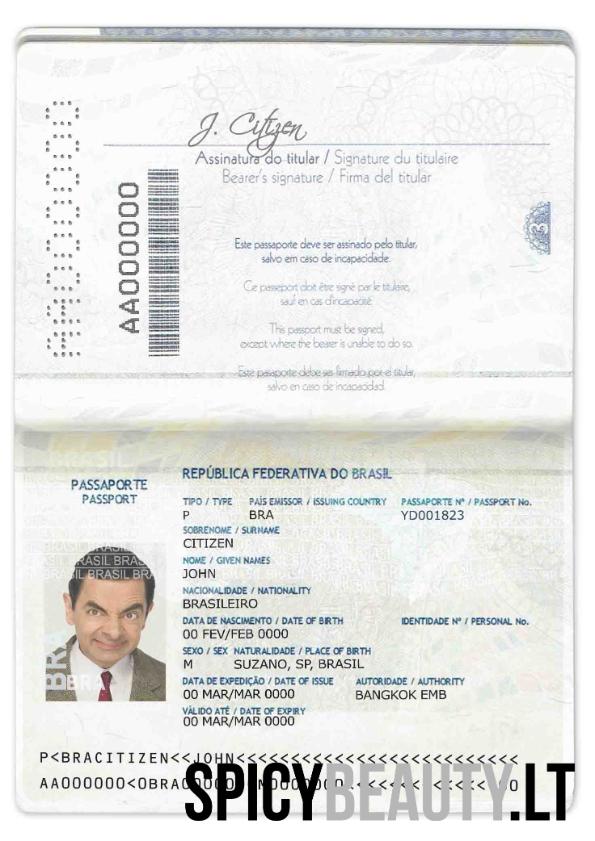 J. Citizen
Assinatura do titular / Signature du titulaire
Bearer's signature / Firma del titular
AA000000
AA000000
3
Este passaporte deve ser assinado pelo titular,
salvo em caso de incapacidade.
Ce passeport doit être signé par le titulaire,
sauf en cas d'incapacité.
This passport must be signed,
except where the bearer is unable to do so.
Este pasaporte debe ser firmado por el titular,
salvo en caso de incapacidad.
REPÚBLICA FEDERATIVA DO BRASIL
PASSAPORTE
PASSPORT
TIPO / TYPE PAÍS EMISSOR / ISSUING COUNTRY PASSAPORTE Nº / PASSPORT No.
P BRA YD001823
SOBRENOME / SURNAME
CITIZEN
NOME / GIVEN NAMES
JOHN
NACIONALIDADE / NATIONALITY
BRASILEIRO
DATA DE NASCIMENTO / DATE OF BIRTH IDENTIDADE Nº / PERSONAL No.
00 FEV/FEB 0000
SEXO / SEX NATURALIDADE / PLACE OF BIRTH
M SUZANO, SP, BRASIL
DATA DE EXPEDIÇÃO / DATE OF ISSUE AUTORIDADE / AUTHORITY
00 MAR/MAR 0000 BANGKOK EMB
VÁLIDO ATÉ / DATE OF EXPIRY
00 MAR/MAR 0000
BRASIL BRASIL BRASIL
BRA
P<BRACITIZEN<<JOHN<<<<<<<<<<<<<<<<<<<<<<<<<<
SPICYBEAUTY.LT